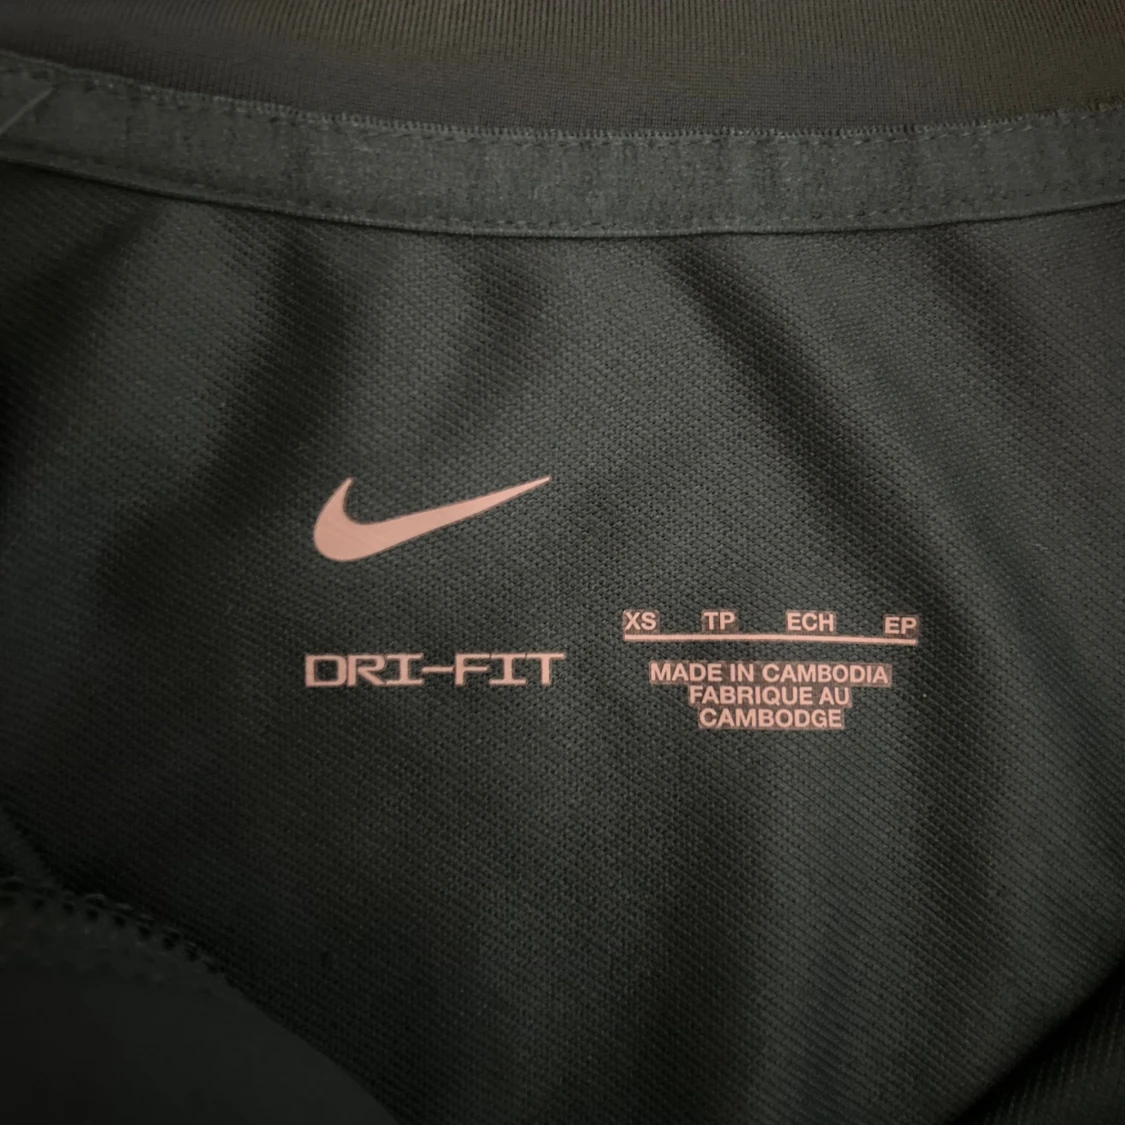 DRI-FIT
XS TP ECH EP
MADE IN CAMBODIA
FABRIQUE AU
CAMBODGE